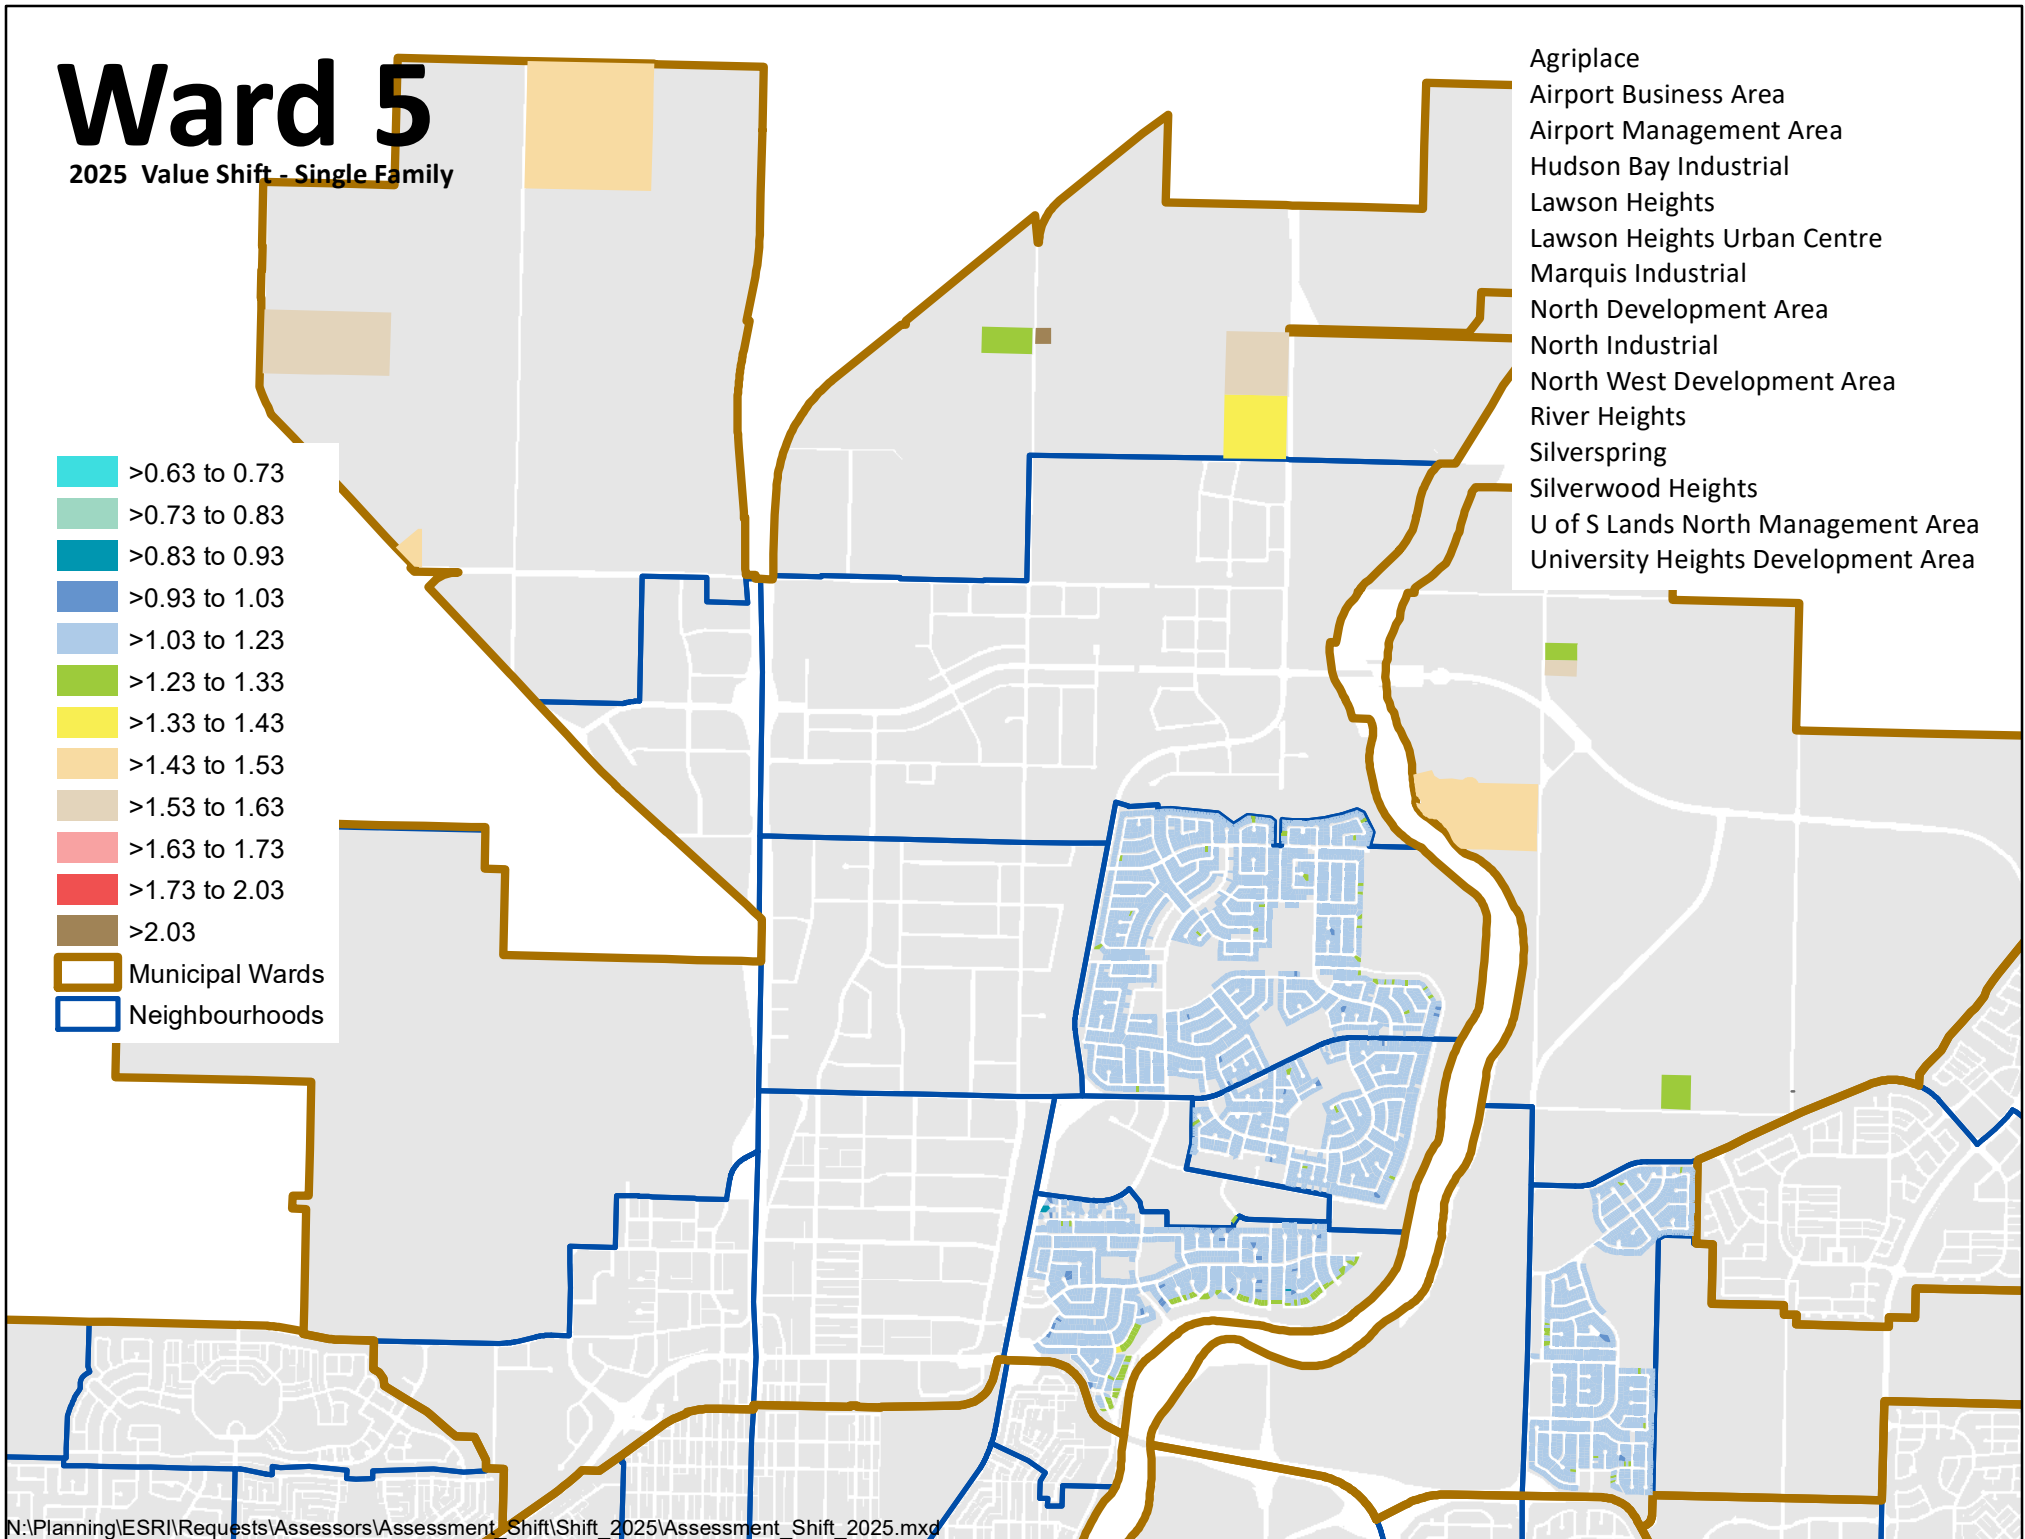 Ward 5
2025  Value Shift - Single Family
Agriplace
Airport Business Area
Airport Management Area
Hudson Bay Industrial
Lawson Heights
Lawson Heights Urban Centre
Marquis Industrial
North Development Area
North Industrial
North West Development Area
River Heights
Silverspring
Silverwood Heights
U of S Lands North Management Area
University Heights Development Area
>0.63 to 0.73
>0.73 to 0.83
>0.83 to 0.93
>0.93 to 1.03
>1.03 to 1.23
>1.23 to 1.33
>1.33 to 1.43
>1.43 to 1.53
>1.53 to 1.63
>1.63 to 1.73
>1.73 to 2.03
>2.03
Municipal Wards
Neighbourhoods
N:\Planning\ESRI\Requests\Assessors\Assessment_Shift\Shift_2025\Assessment_Shift_2025.mxd